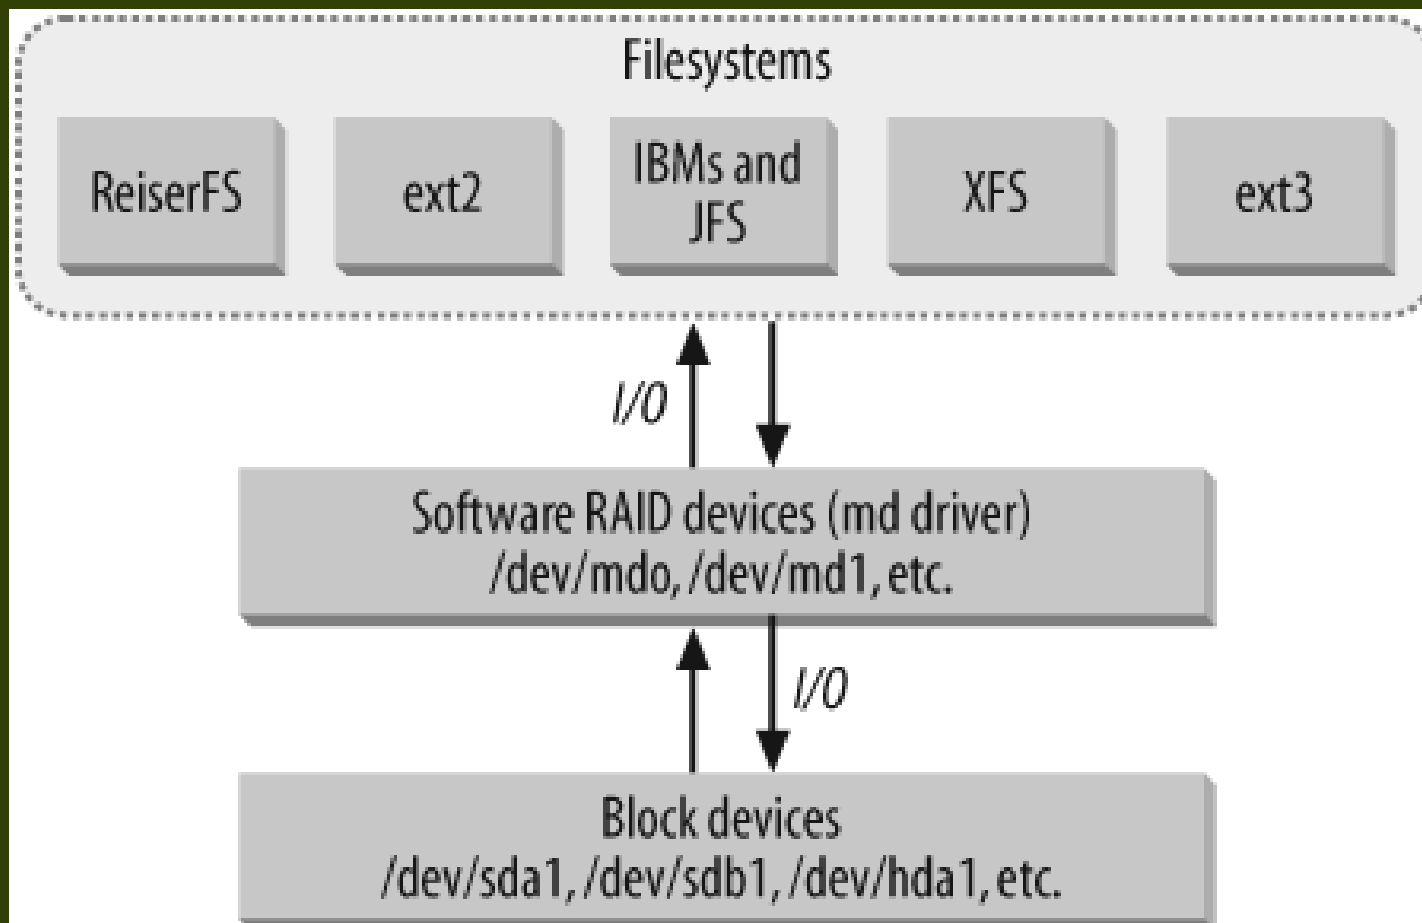 Filesystems
ReiserFS
ext2
IBMs and
JFS
XFS
ext3
I/O
Software RAID devices (md driver)
/dev/mdo, /dev/md1, etc.
I/O
Block devices
/dev/sda1, /dev/sdb1, /dev/hda1, etc.